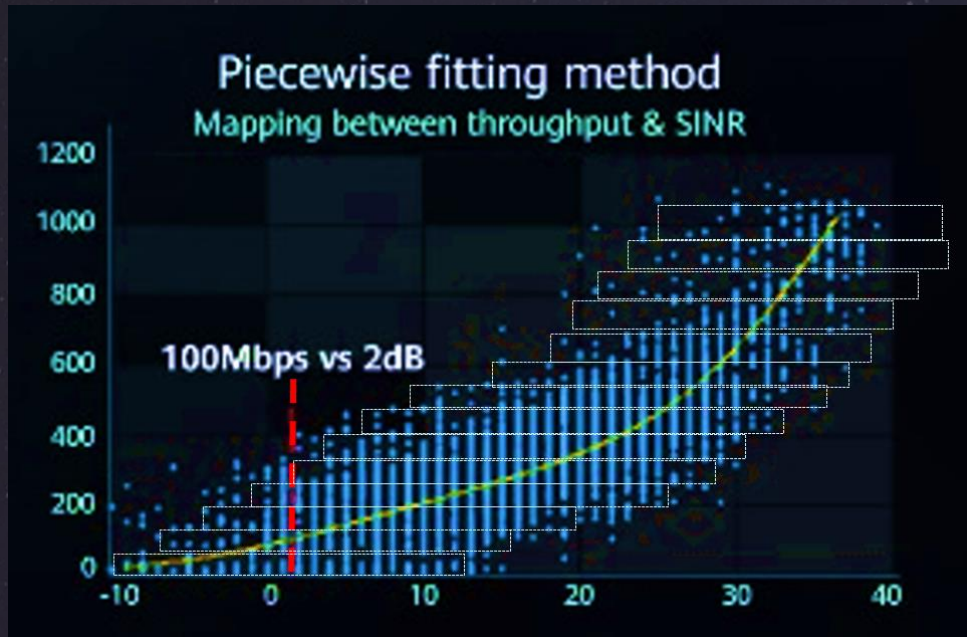 Piecewise fitting method
Mapping between throughput & SINR
1200
1000
800
600
100Mbps vs 2dB
400
200
0
-10 0 10 20 30 40